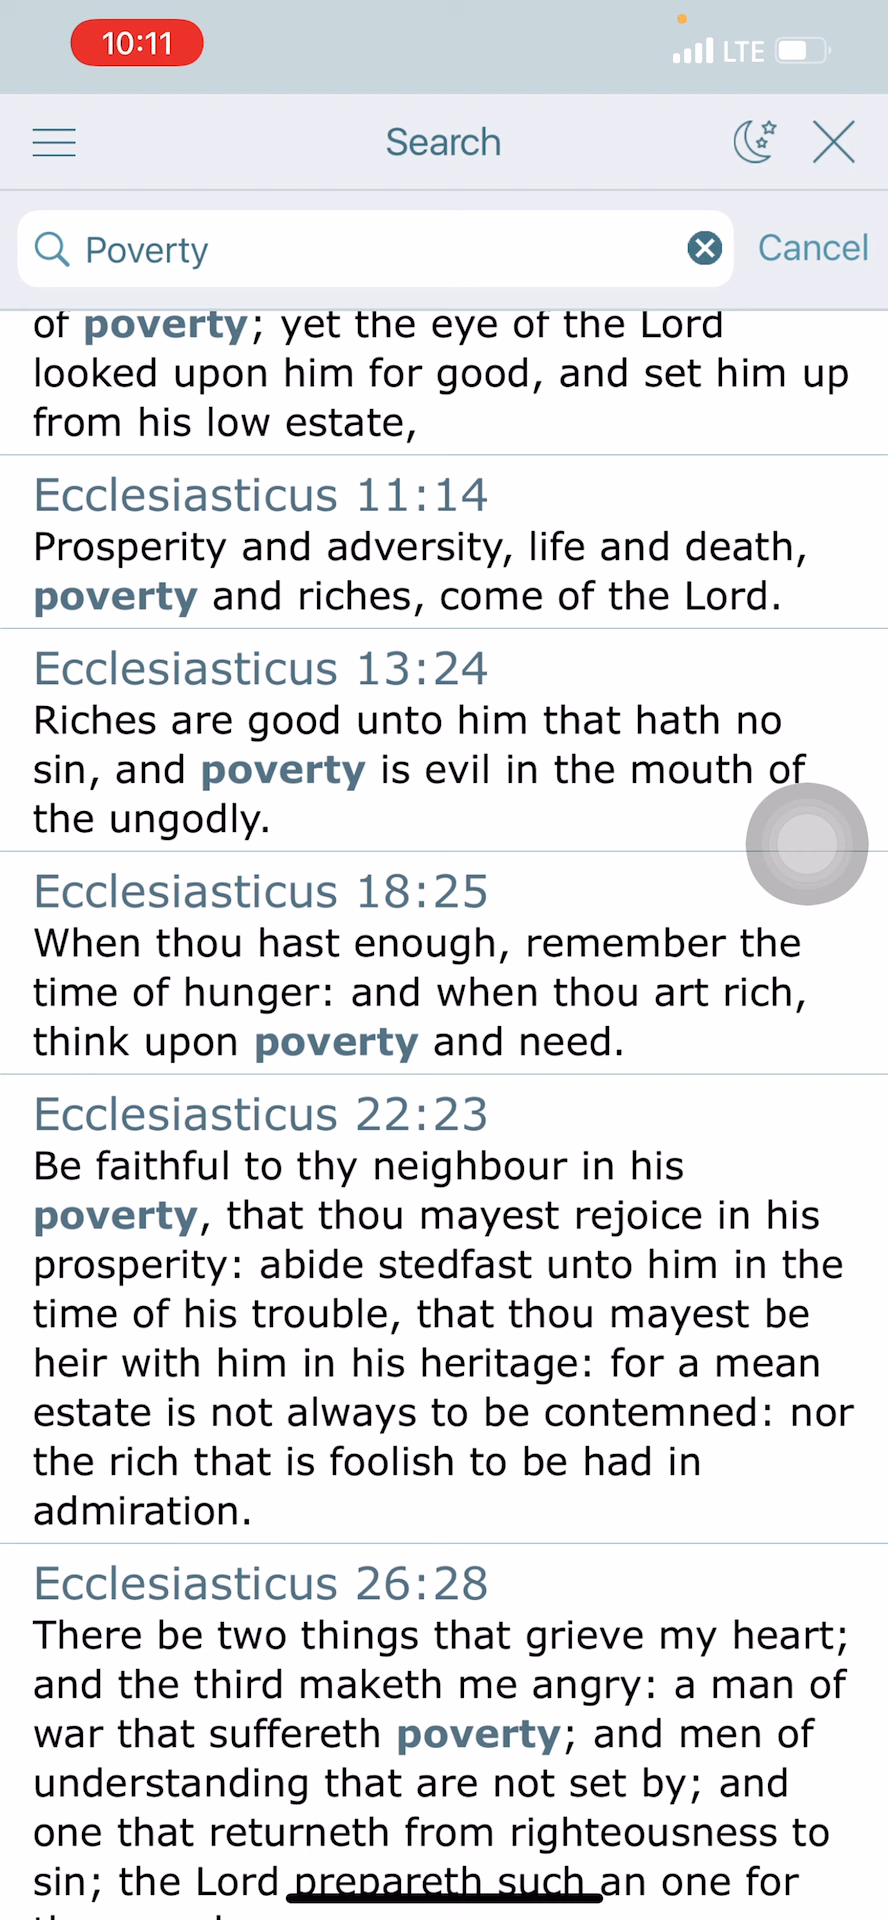 10:11
LTE
Search
Poverty
Cancel
of poverty; yet the eye of the Lord
looked upon him for good, and set him up
from his low estate,
Ecclesiasticus 11:14
Prosperity and adversity, life and death,
poverty and riches, come of the Lord.
Ecclesiasticus 13:24
Riches are good unto him that hath no
sin, and poverty is evil in the mouth of
the ungodly.
Ecclesiasticus 18:25
When thou hast enough, remember the
time of hunger: and when thou art rich,
think upon poverty and need.
Ecclesiasticus 22:23
Be faithful to thy neighbour in his
poverty, that thou mayest rejoice in his
prosperity: abide stedfast unto him in the
time of his trouble, that thou mayest be
heir with him in his heritage: for a mean
estate is not always to be contemned: nor
the rich that is foolish to be had in
admiration.
Ecclesiasticus 26:28
There be two things that grieve my heart;
and the third maketh me angry: a man of
war that suffereth poverty; and men of
understanding that are not set by; and
one that returneth from righteousness to
sin; the Lord prepareth such an one for